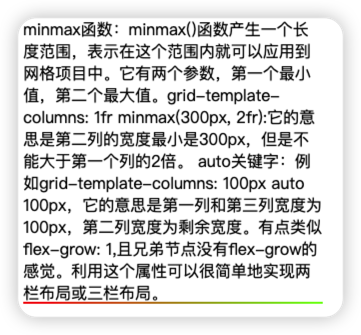 minmax函数：minmax()函数产生一个长
度范围，表示在这个范围内就可以应用到
网格项目中。它有两个参数，第一个最小
值，第二个最大值。grid-template-
columns: 1fr minmax(300px, 2fr):它的意
思是第二列的宽度最小是300px，但是不
能大于第一个列的2倍。 auto关键字：例
如grid-template-columns: 100px auto
100px，它的意思是第一列和第三列宽度为
100px，第二列宽度为剩余宽度。有点类似
flex-grow: 1,且兄弟节点没有flex-grow的
感觉。利用这个属性可以很简单地实现两
栏布局或三栏布局。